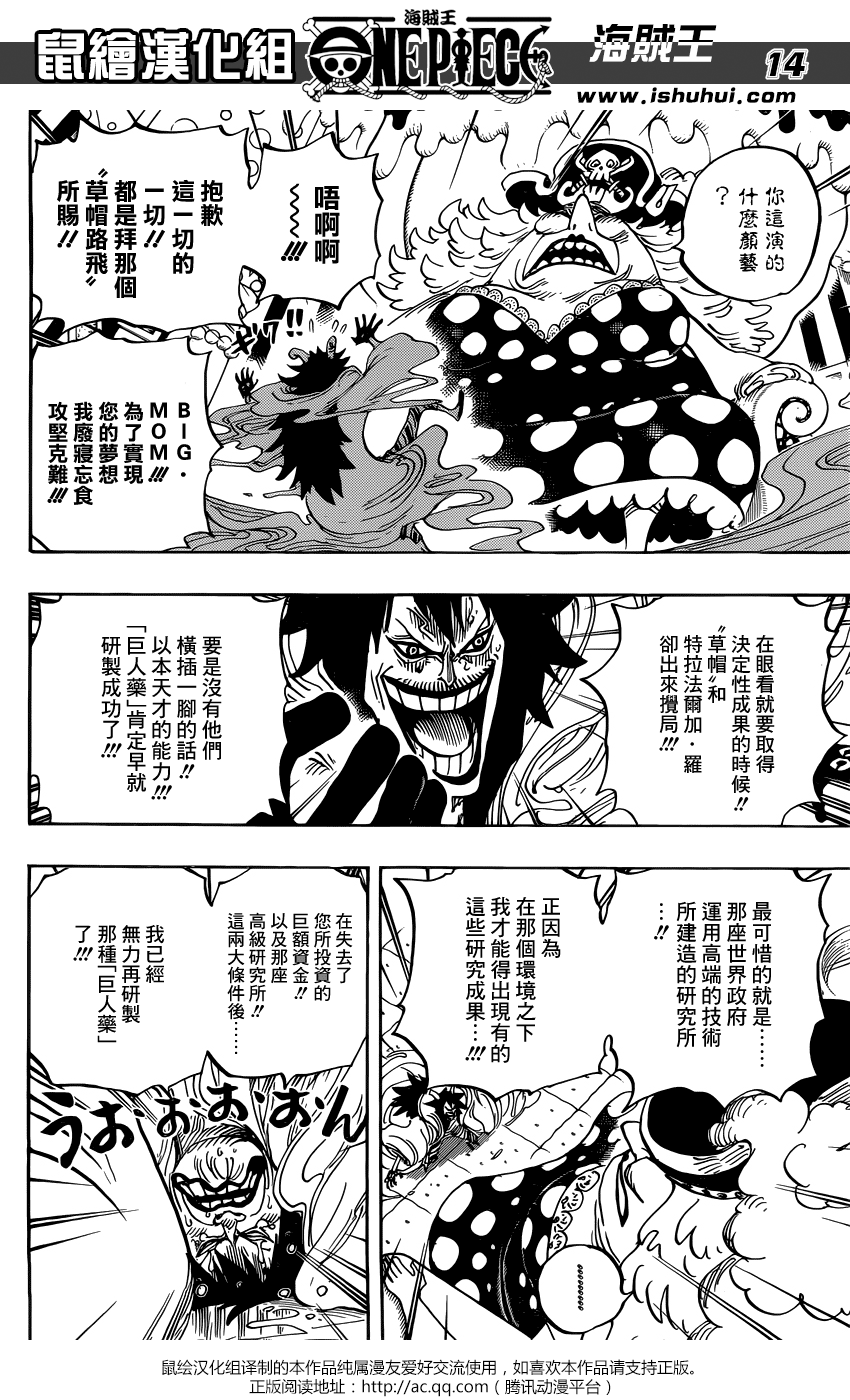 鼠繪漢化組
海賊王
ONE PIECE
海賊王
14
www.ishuhui.com
你這演的
什麼顏藝
？
唔啊啊
～～!!!
抱歉
這一切的
一切!!
都是拜那個
“草帽路飛”
所賜!!
BIG·
MOM!!!
為了實現
您的夢想
我廢寢忘食
攻堅克難!!!
在眼看就要取得
決定性成果的時候!!
“草帽”和
特拉法爾加·羅
卻出來攪局!!!
要是沒有他們
橫插一腳的話!!
以本天才的能力!!!
「巨人藥」肯定早就
研製成功了!!!
最可惜的就是……
那座世界政府
運用高端的技術
所建造的研究所
…!!
正因為
在那個環境之下
我才能得出現有的
這些研究成果…!!!
…………
在失去了
您所投資的
巨額資金!!
以及那座
高級研究所!!
這兩大條件後……
我已經
無力再研製
那種「巨人藥」
了!!!
うおおおおん
鼠绘汉化组译制的本作品纯属漫友爱好交流使用，如喜欢本作品请支持正版。
正版阅读地址：http://ac.qq.com（腾讯动漫平台）